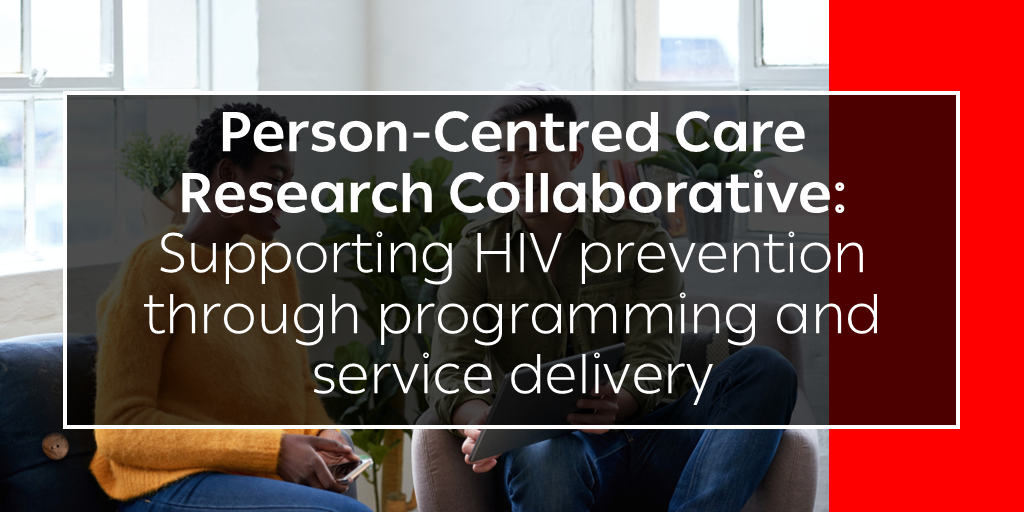 Person-Centred Care
Research Collaborative:
Supporting HIV prevention
through programming and
service delivery